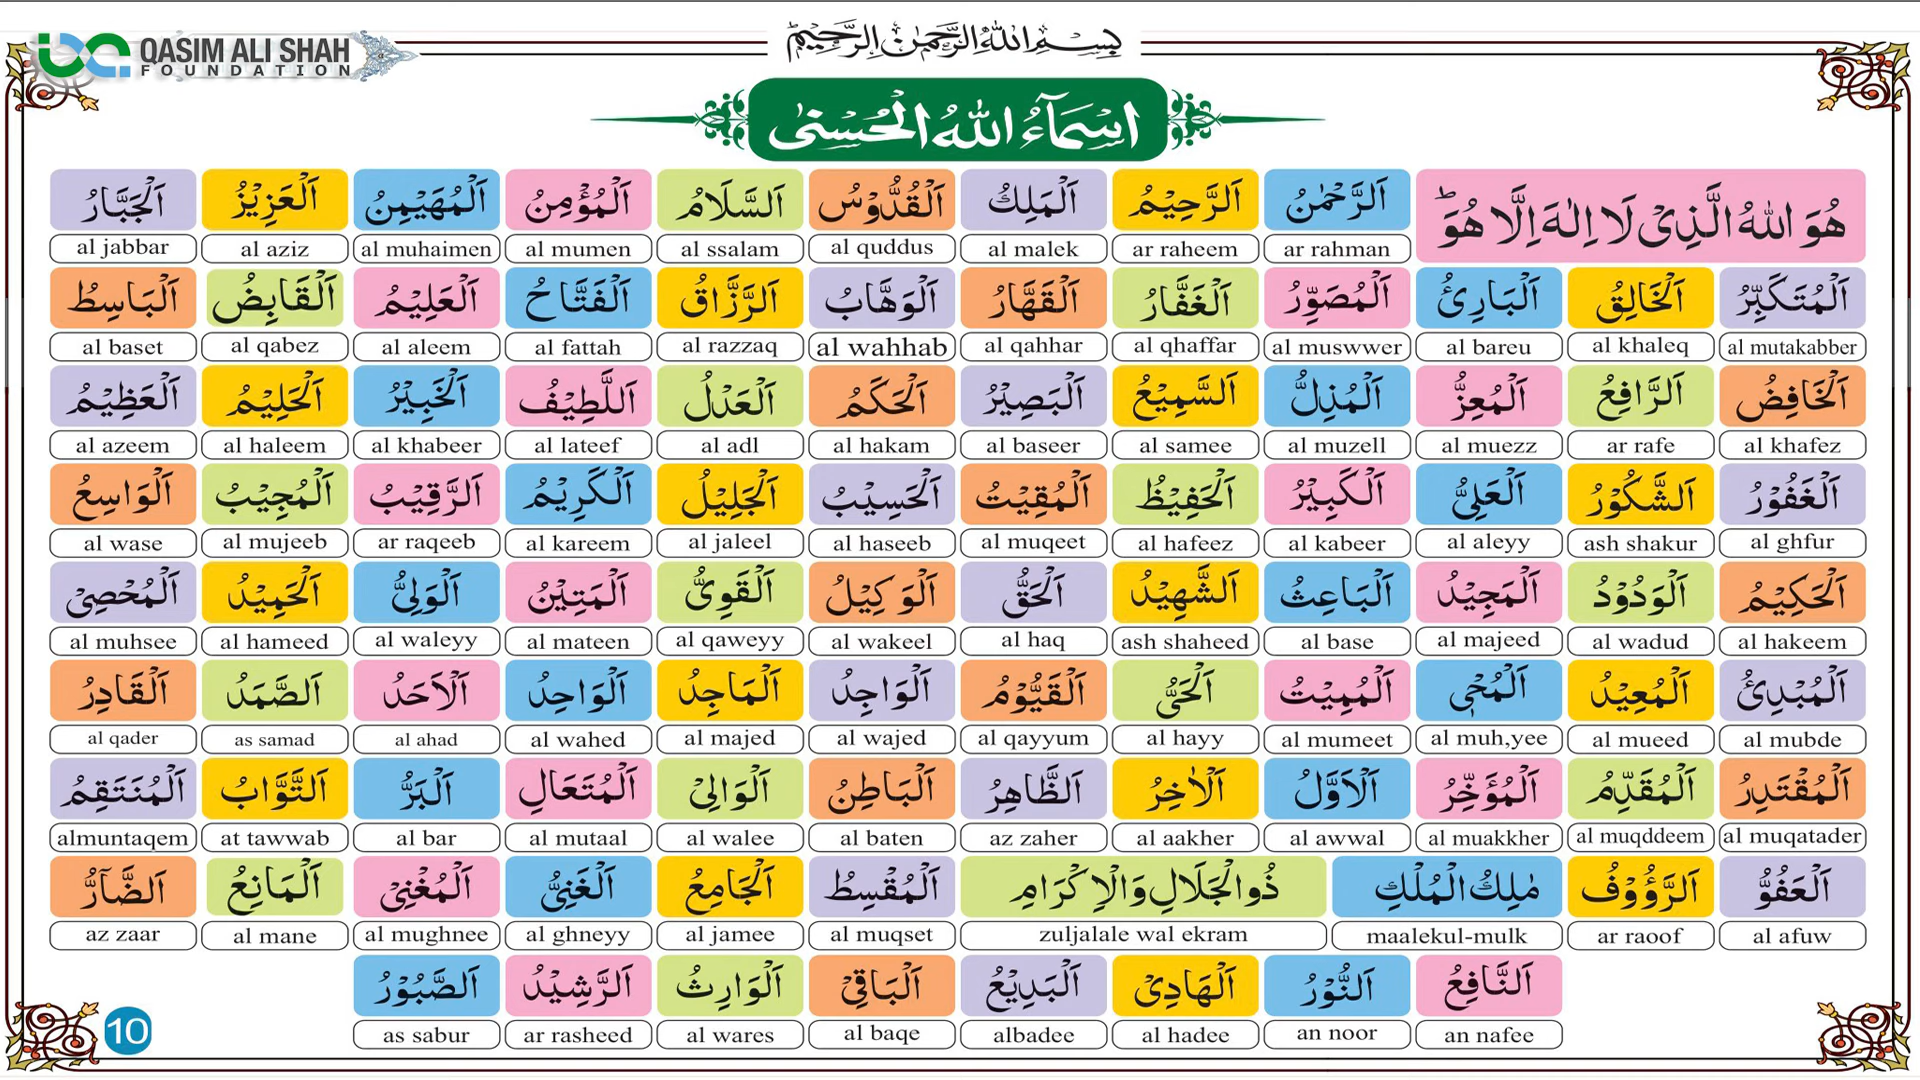 QASIM ALI SHAH
FOUNDATION
بِسْمِ اللهِ الرَّحْمٰنِ الرَّحِيْمِ
اَسْمَآءُ اللهِ الْحُسْنٰى
هُوَ اللهُ الَّذِیْ لَا اِلٰهَ اِلَّا هُوَ ؕ اَلرَّحْمٰنُ اَلرَّحِیْمُ اَلْمَلِكُ اَلْقُدُّوْسُ اَلسَّلَامُ اَلْمُؤْمِنُ اَلْمُهَیْمِنُ اَلْعَزِیْزُ اَلْجَبَّارُ
al jabbar al aziz al muhaimen al mumen al ssalam al quddus al malek ar raheem ar rahman
اَلْمُتَكَبِّرُ اَلْخَالِقُ اَلْبَارِئُ اَلْمُصَوِّرُ اَلْغَفَّارُ اَلْقَهَّارُ اَلْوَهَّابُ اَلرَّزَّاقُ اَلْفَتَّاحُ اَلْعَلِیْمُ اَلْقَابِضُ اَلْبَاسِطُ
al baset al qabez al aleem al fattah al razzaq al wahhab al qahhar al qhaffar al muswwer al bareu al khaleq al mutakabber
اَلْخَافِضُ اَلرَّافِعُ اَلْمُعِزُّ اَلْمُذِلُّ اَلسَّمِیْعُ اَلْبَصِیْرُ اَلْحَكَمُ اَلْعَدْلُ اَللَّطِیْفُ اَلْخَبِیْرُ اَلْحَلِیْمُ اَلْعَظِیْمُ
al azeem al haleem al khabeer al lateef al adl al hakam al baseer al samee al muzell al muezz ar rafe al khafez
اَلْغَفُوْرُ اَلشَّكُوْرُ اَلْعَلِیُّ اَلْكَبِیْرُ اَلْحَفِیْظُ اَلْمُقِیْتُ اَلْحَسِیْبُ اَلْجَلِیْلُ اَلْكَرِیْمُ اَلرَّقِیْبُ اَلْمُجِیْبُ اَلْوَاسِعُ
al wase al mujeeb ar raqeeb al kareem al jaleel al haseeb al muqeet al hafeez al kabeer al aleyy ash shakur al ghfur
اَلْحَكِیْمُ اَلْوَدُوْدُ اَلْمَجِیْدُ اَلْبَاعِثُ اَلشَّهِیْدُ اَلْحَقُّ اَلْوَكِیْلُ اَلْقَوِیُّ اَلْمَتِیْنُ اَلْوَلِیُّ اَلْحَمِیْدُ اَلْمُحْصِیْ
al muhsee al hameed al waleyy al mateen al qaweyy al wakeel al haq ash shaheed al base al majeed al wadud al hakeem
اَلْمُبْدِئُ اَلْمُعِیْدُ اَلْمُحْیٖ اَلْمُمِیْتُ اَلْحَیُّ اَلْقَیُّوْمُ اَلْوَاجِدُ اَلْمَاجِدُ اَلْوَاحِدُ اَلْاَحَدُ اَلصَّمَدُ اَلْقَادِرُ
al qader as samad al ahad al wahed al majed al wajed al qayyum al hayy al mumeet al muh,yee al mueed al mubde
اَلْمُقْتَدِرُ اَلْمُقَدِّمُ اَلْمُؤَخِّرُ اَلْاَوَّلُ اَلْاٰخِرُ اَلظَّاهِرُ اَلْبَاطِنُ اَلْوَالِیْ اَلْمُتَعَالِ اَلْبَرُّ اَلتَّوَّابُ اَلْمُنْتَقِمُ
almuntaqem at tawwab al bar al mutaal al walee al baten az zaher al aakher al awwal al muakkher al muqddeem al muqatader
اَلْعَفُوُّ اَلرَّؤُوْفُ مٰلِكُ الْمُلْكِ ذُو الْجَلَالِ وَالْاِكْرَامِ اَلْمُقْسِطُ اَلْجَامِعُ اَلْغَنِیُّ اَلْمُغْنِیْ اَلْمَانِعُ اَلضَّآرُّ
az zaar al mane al mughnee al ghneyy al jamee al muqset zuljalale wal ekram maalekul-mulk ar raoof al afuw
اَلنَّافِعُ اَلنُّوْرُ اَلْهَادِیْ اَلْبَدِیْعُ اَلْبَاقِیْ اَلْوَارِثُ اَلرَّشِیْدُ اَلصَّبُوْرُ
as sabur ar rasheed al wares al baqe albadee al hadee an noor an nafee
10